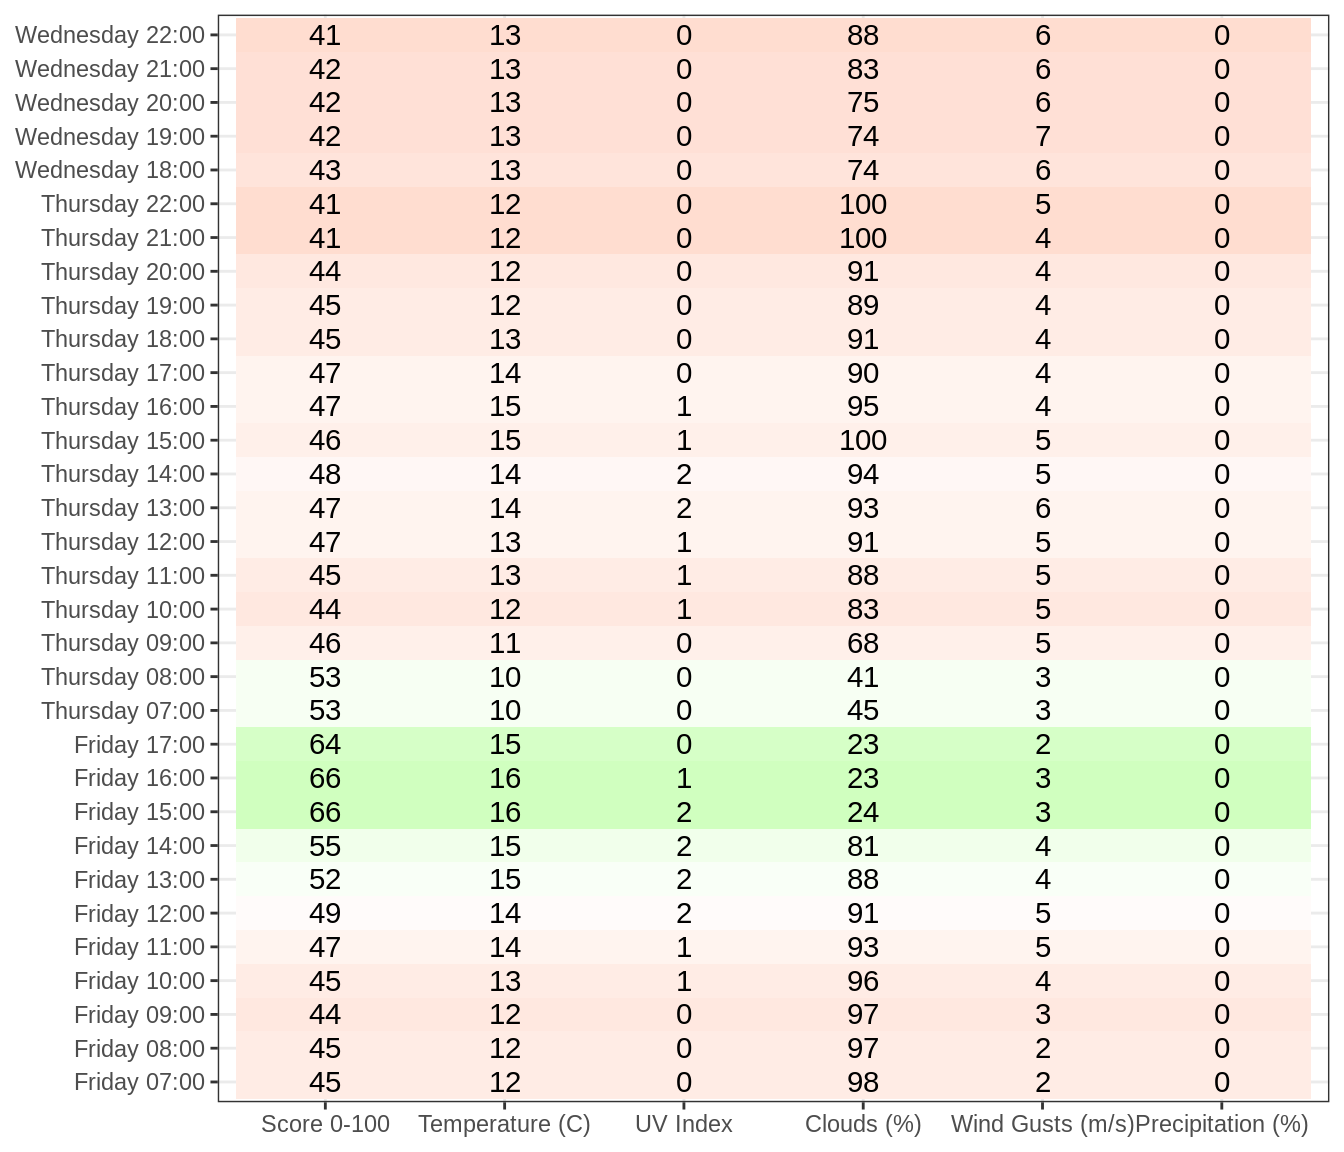 Wednesday 22:00 41 13 0 88 6 0
Wednesday 21:00 42 13 0 83 6 0
Wednesday 20:00 42 13 0 75 6 0
Wednesday 19:00 42 13 0 74 7 0
Wednesday 18:00 43 13 0 74 6 0
Thursday 22:00 41 12 0 100 5 0
Thursday 21:00 41 12 0 100 4 0
Thursday 20:00 44 12 0 91 4 0
Thursday 19:00 45 12 0 89 4 0
Thursday 18:00 45 13 0 91 4 0
Thursday 17:00 47 14 0 90 4 0
Thursday 16:00 47 15 1 95 4 0
Thursday 15:00 46 15 1 100 5 0
Thursday 14:00 48 14 2 94 5 0
Thursday 13:00 47 14 2 93 6 0
Thursday 12:00 47 13 1 91 5 0
Thursday 11:00 45 13 1 88 5 0
Thursday 10:00 44 12 1 83 5 0
Thursday 09:00 46 11 0 68 5 0
Thursday 08:00 53 10 0 41 3 0
Thursday 07:00 53 10 0 45 3 0
Friday 17:00 64 15 0 23 2 0
Friday 16:00 66 16 1 23 3 0
Friday 15:00 66 16 2 24 3 0
Friday 14:00 55 15 2 81 4 0
Friday 13:00 52 15 2 88 4 0
Friday 12:00 49 14 2 91 5 0
Friday 11:00 47 14 1 93 5 0
Friday 10:00 45 13 1 96 4 0
Friday 09:00 44 12 0 97 3 0
Friday 08:00 45 12 0 97 2 0
Friday 07:00 45 12 0 98 2 0
Score 0-100 Temperature (C) UV Index Clouds (%) Wind Gusts (m/s) Precipitation (%)